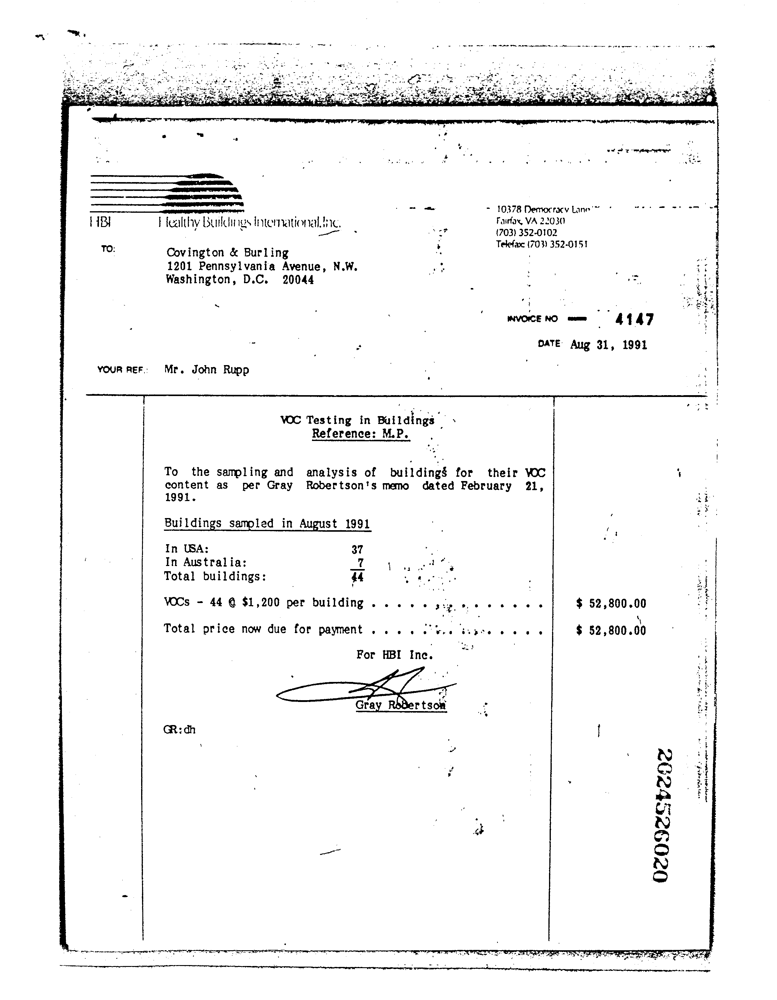 HBI Healthy Buildings International, Inc.
10378 Democracy Lane
Fairfax, VA 22030
(703) 352-0102
Telefax: (703) 352-0151
TO:
Covington & Burling
1201 Pennsylvania Avenue, N.W.
Washington, D.C. 20044
INVOICE NO — 4147
DATE Aug 31, 1991
YOUR REF.: Mr. John Rupp
VOC Testing in Buildings
Reference: M.P.
To the sampling and analysis of buildings for their VOC
content as per Gray Robertson's memo dated February 21,
1991.
Buildings sampled in August 1991
In USA: 37
In Australia: 7
Total buildings: 44
VOCs - 44 @ $1,200 per building . . . . . . . . . . . . . . $ 52,800.00
Total price now due for payment . . . . . . . . . . . . . . $ 52,800.00
For HBI Inc.
Gray Robertson
GR:dh
2024526020